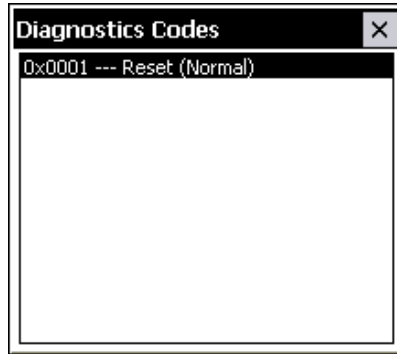 Diagnostics Codes
0x0001 --- Reset (Normal)